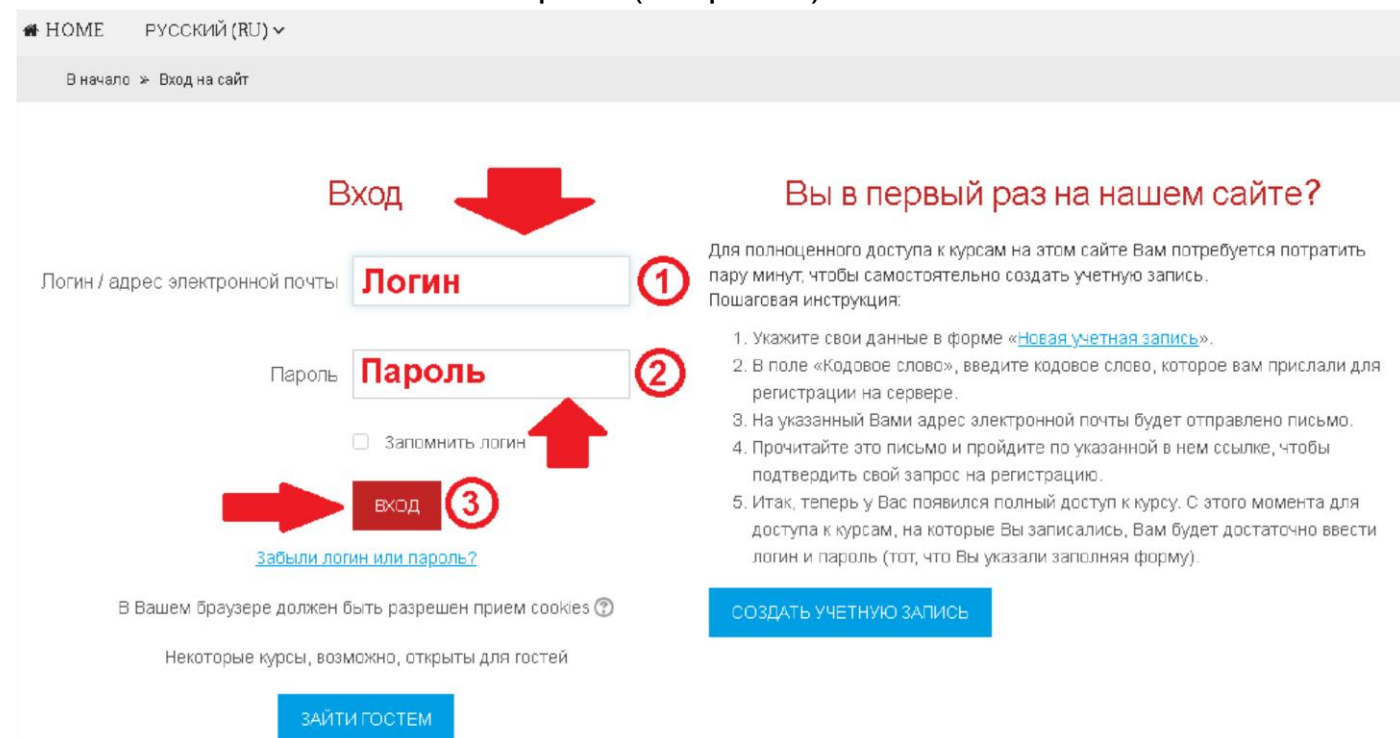 HOME РУССКИЙ (RU)
В начало » Вход на сайт
Вход
Логин / адрес электронной почты Логин 1
Пароль Пароль 2
Запомнить логин
ВХОД 3
Забыли логин или пароль?
В Вашем браузере должен быть разрешен прием cookies ?
Некоторые курсы, возможно, открыты для гостей
ЗАЙТИ ГОСТЕМ
Вы в первый раз на нашем сайте?
Для полноценного доступа к курсам на этом сайте Вам потребуется потратить
пару минут, чтобы самостоятельно создать учетную запись.
Пошаговая инструкция:
1. Укажите свои данные в форме «Новая учетная запись».
2. В поле «Кодовое слово», введите кодовое слово, которое вам прислали для
регистрации на сервере.
3. На указанный Вами адрес электронной почты будет отправлено письмо.
4. Прочитайте это письмо и пройдите по указанной в нем ссылке, чтобы
подтвердить свой запрос на регистрацию.
5. Итак, теперь у Вас появился полный доступ к курсу. С этого момента для
доступа к курсам, на которые Вы записались, Вам будет достаточно ввести
логин и пароль (тот, что Вы указали заполняя форму).
СОЗДАТЬ УЧЕТНУЮ ЗАПИСЬ